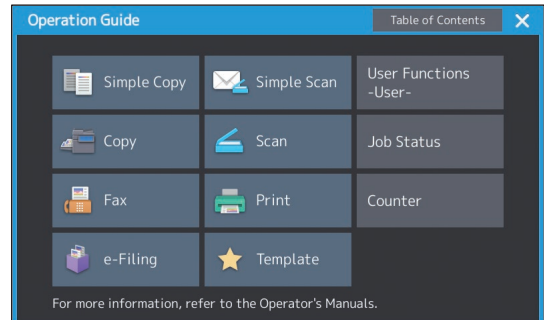 Operation Guide
Table of Contents
Simple Copy
Simple Scan
User Functions
-User-
Copy
Scan
Job Status
Fax
Print
Counter
e-Filing
Template
For more information, refer to the Operator's Manuals.